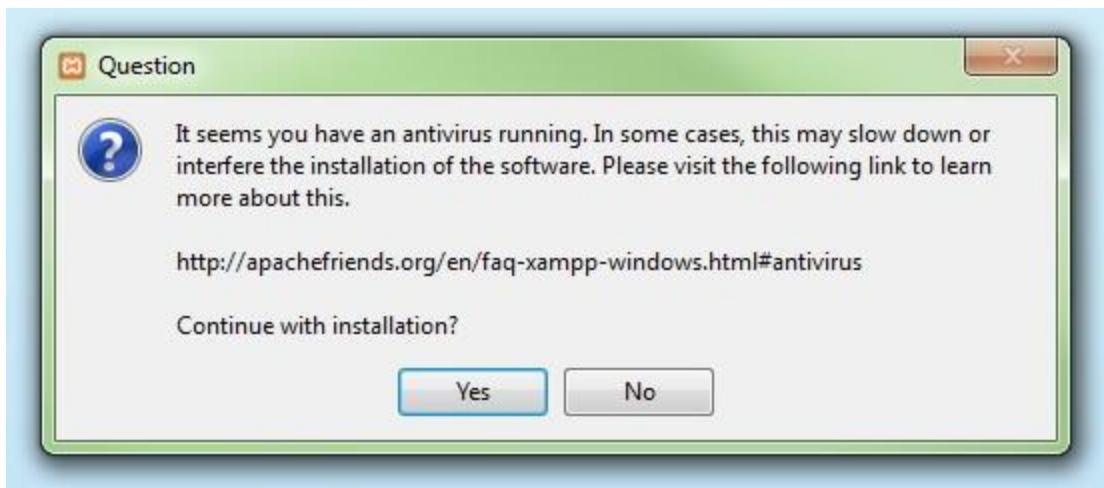 Question
It seems you have an antivirus running. In some cases, this may slow down or
interfere the installation of the software. Please visit the following link to learn
more about this.
http://apachefriends.org/en/faq-xampp-windows.html#antivirus
Continue with installation?
Yes No